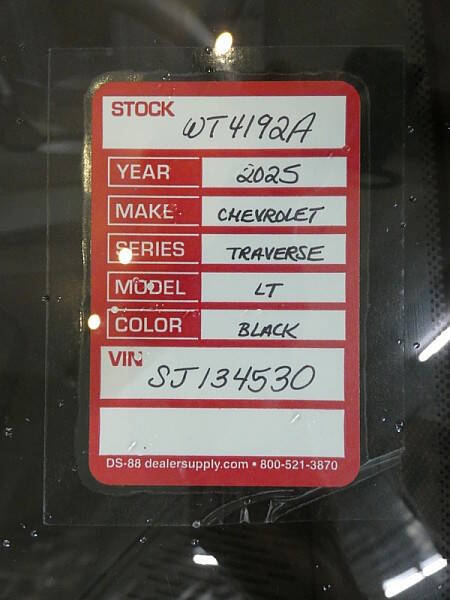 STOCK
WT4192A
YEAR 2025
MAKE CHEVROLET
SERIES TRAVERSE
MODEL LT
COLOR BLACK
VIN
SJ134530
DS-88 dealersupply.com • 800-521-3870